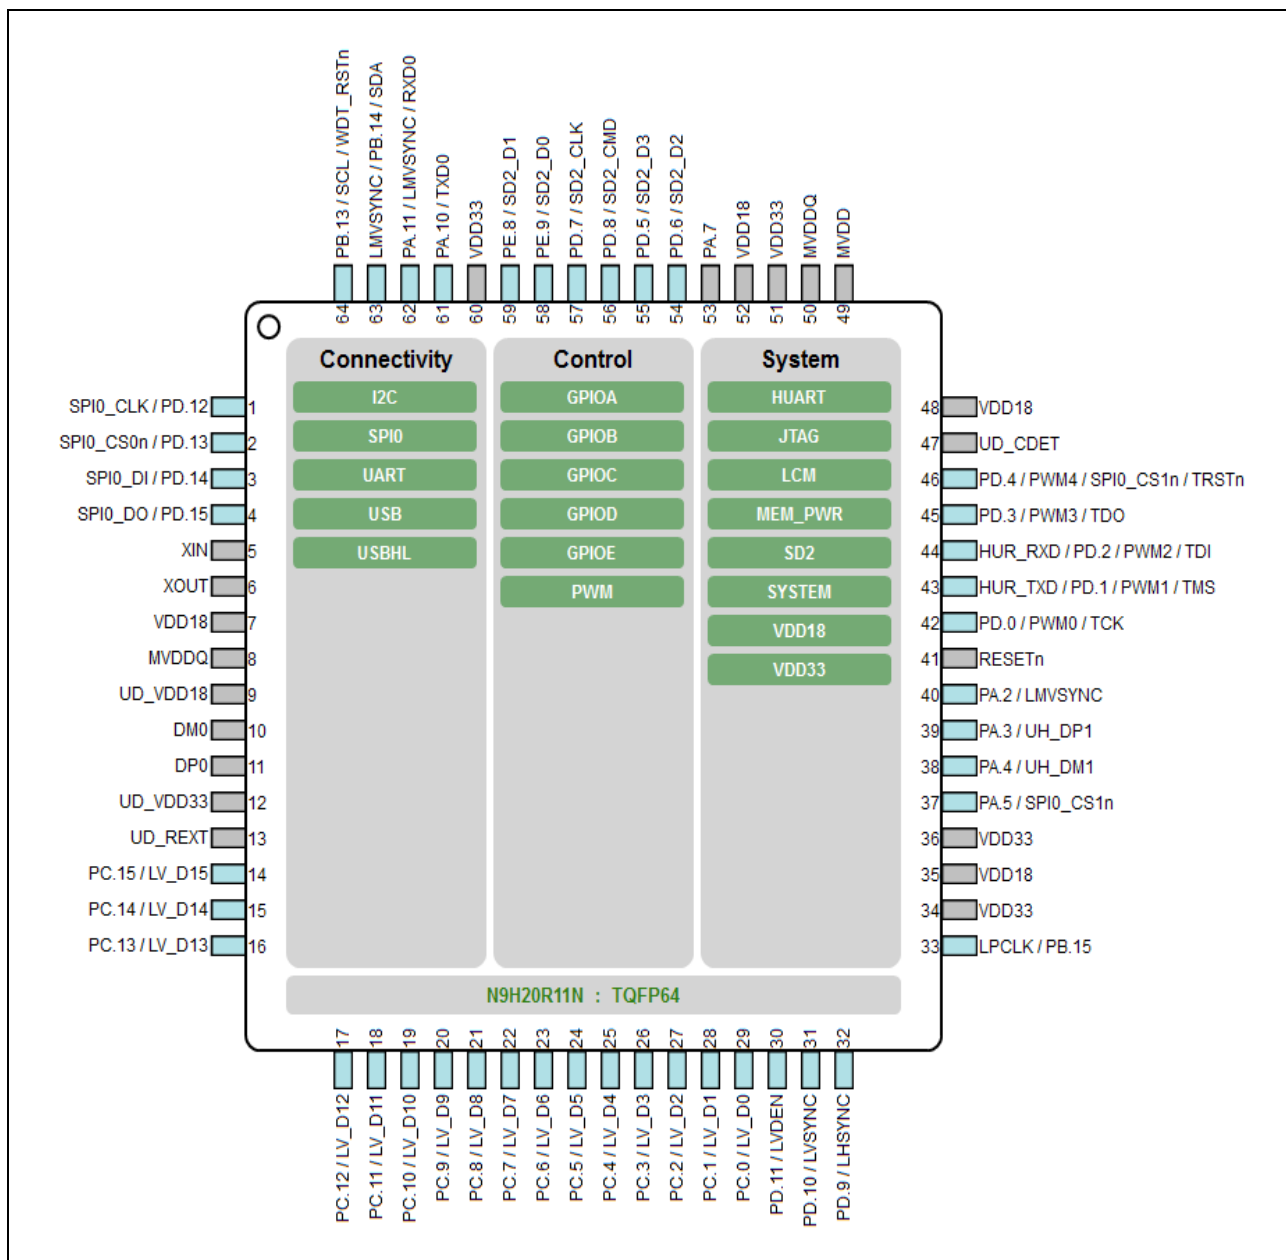 PB.13 / SCL / WDT_RSTn
LMVSYNC / PB.14 / SDA
PA.11 / LMVSYNC / RXD0
PA.10 / TXD0
VDD33
PE.8 / SD2_D1
PE.9 / SD2_D0
PD.7 / SD2_CLK
PD.8 / SD2_CMD
PD.5 / SD2_D3
PD.6 / SD2_D2
PA.7
VDD18
VDD33
MVDDQ
MVDD
64
63
62
61
60
59
58
57
56
55
54
53
52
51
50
49
SPI0_CLK / PD.12 1
SPI0_CS0n / PD.13 2
SPI0_DI / PD.14 3
SPI0_DO / PD.15 4
XIN 5
XOUT 6
VDD18 7
MVDDQ 8
UD_VDD18 9
DM0 10
DP0 11
UD_VDD33 12
UD_REXT 13
PC.15 / LV_D15 14
PC.14 / LV_D14 15
PC.13 / LV_D13 16
Connectivity
I2C
SPI0
UART
USB
USBHL
Control
GPIOA
GPIOB
GPIOC
GPIOD
GPIOE
PWM
System
HUART
JTAG
LCM
MEM_PWR
SD2
SYSTEM
VDD18
VDD33
48 VDD18
47 UD_CDET
46 PD.4 / PWM4 / SPI0_CS1n / TRSTn
45 PD.3 / PWM3 / TDO
44 HUR_RXD / PD.2 / PWM2 / TDI
43 HUR_TXD / PD.1 / PWM1 / TMS
42 PD.0 / PWM0 / TCK
41 RESETn
40 PA.2 / LMVSYNC
39 PA.3 / UH_DP1
38 PA.4 / UH_DM1
37 PA.5 / SPI0_CS1n
36 VDD33
35 VDD18
34 VDD33
33 LPCLK / PB.15
N9H20R11N : TQFP64
17
18
19
20
21
22
23
24
25
26
27
28
29
30
31
32
PC.12 / LV_D12
PC.11 / LV_D11
PC.10 / LV_D10
PC.9 / LV_D9
PC.8 / LV_D8
PC.7 / LV_D7
PC.6 / LV_D6
PC.5 / LV_D5
PC.4 / LV_D4
PC.3 / LV_D3
PC.2 / LV_D2
PC.1 / LV_D1
PC.0 / LV_D0
PD.11 / LVDEN
PD.10 / LVSYNC
PD.9 / LHSYNC